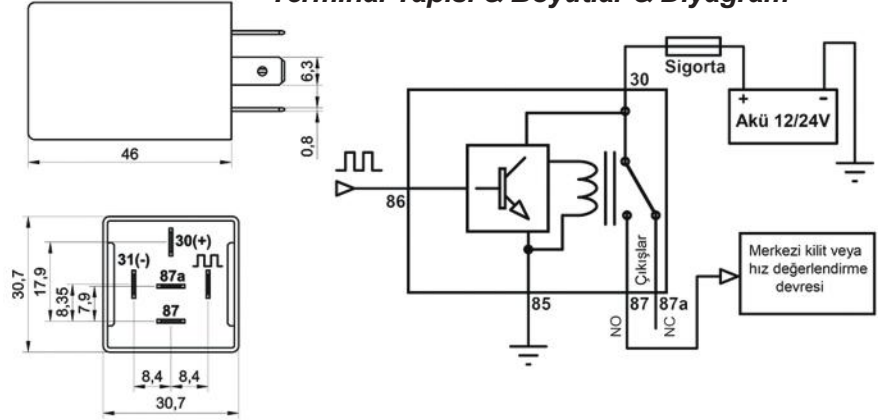 Terminal Yapısı & Boyutlar & Diyagram
6,3
0,8
46
30(+)
31(-)
87a
87
30,7
17,9
8,35
7,9
8,4
8,4
30,7
Sigorta
30
+
-
Akü 12/24V
86
Çıkışlar
85
87
87a
NO
NC
Merkezi kilit veya
hız değerlendirme
devresi